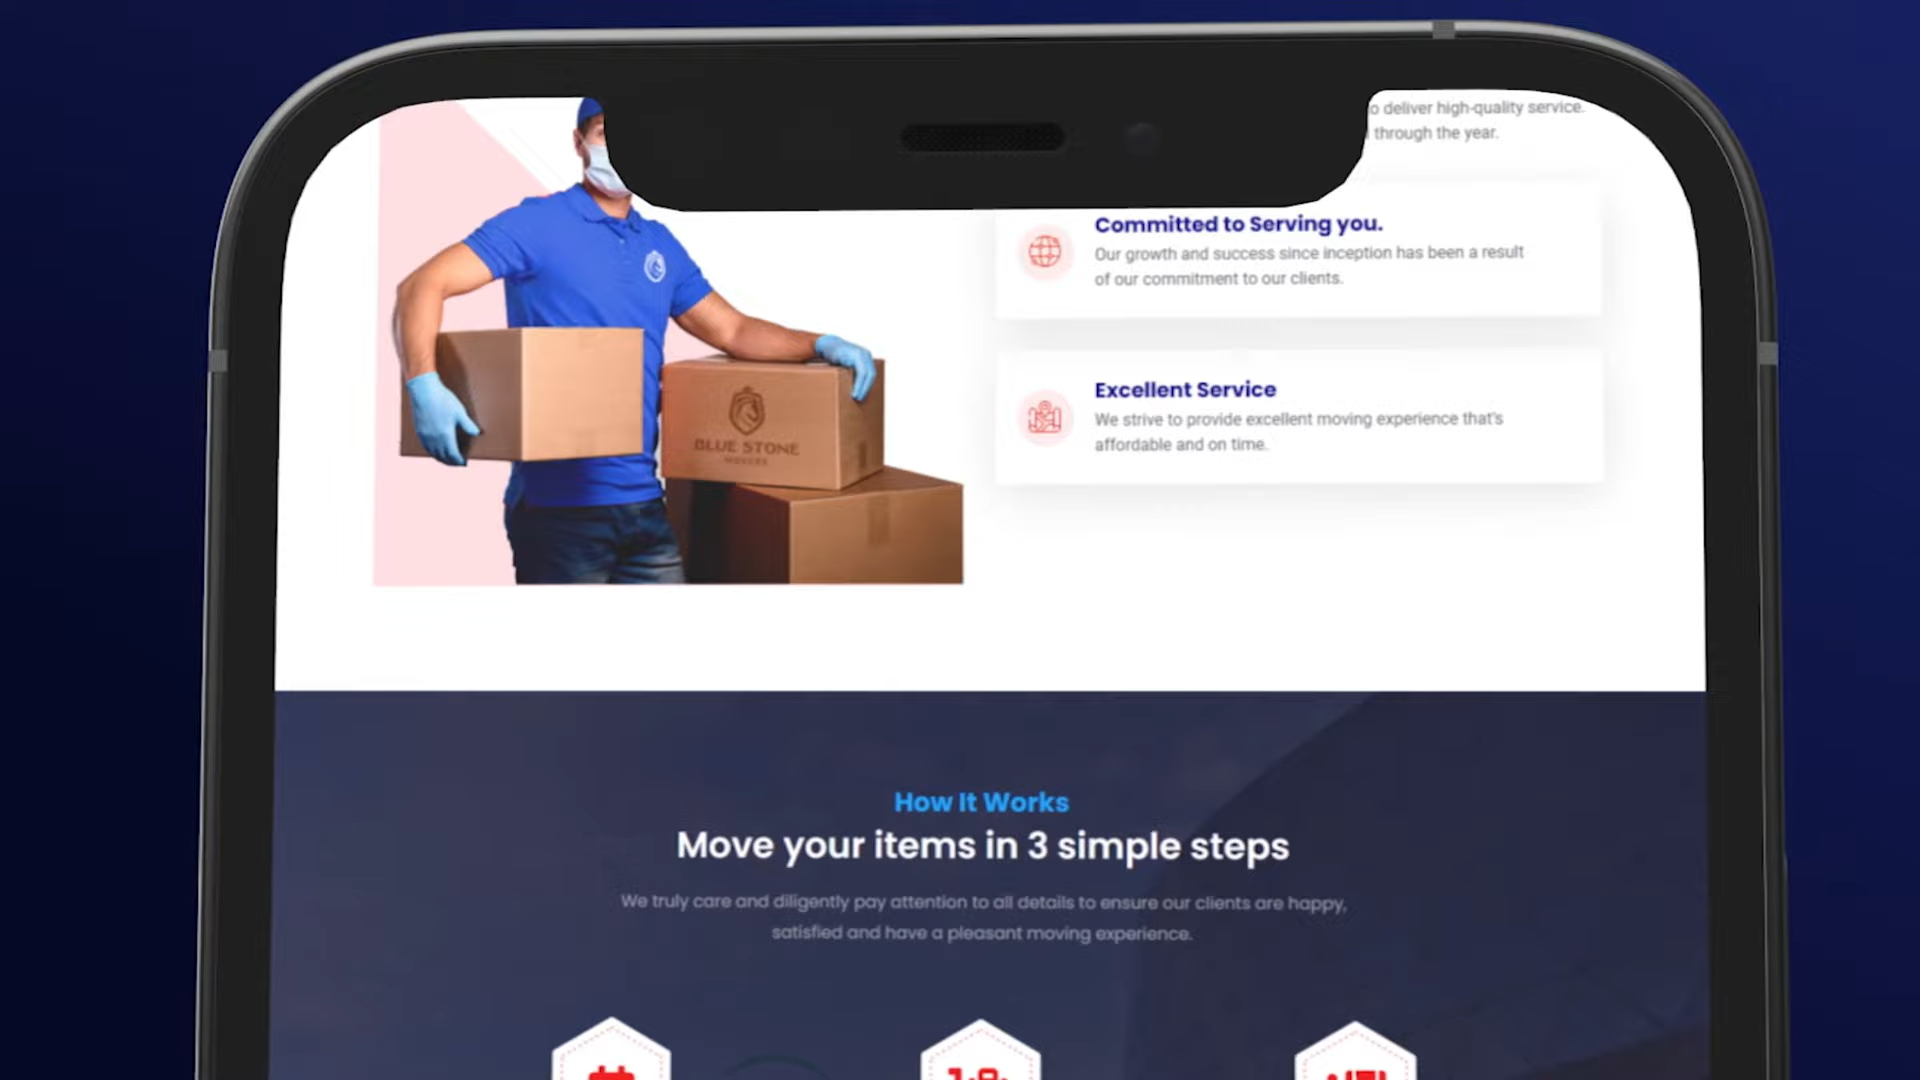 o deliver high-quality service.
through the year.
Committed to Serving you.
Our growth and success since inception has been a result
of our commitment to our clients.
Excellent Service
We strive to provide excellent moving experience that's
affordable and on time.
BLUE STONE
MOVERS
How It Works
Move your items in 3 simple steps
We truly care and diligently pay attention to all details to ensure our clients are happy,
satisfied and have a pleasant moving experience.